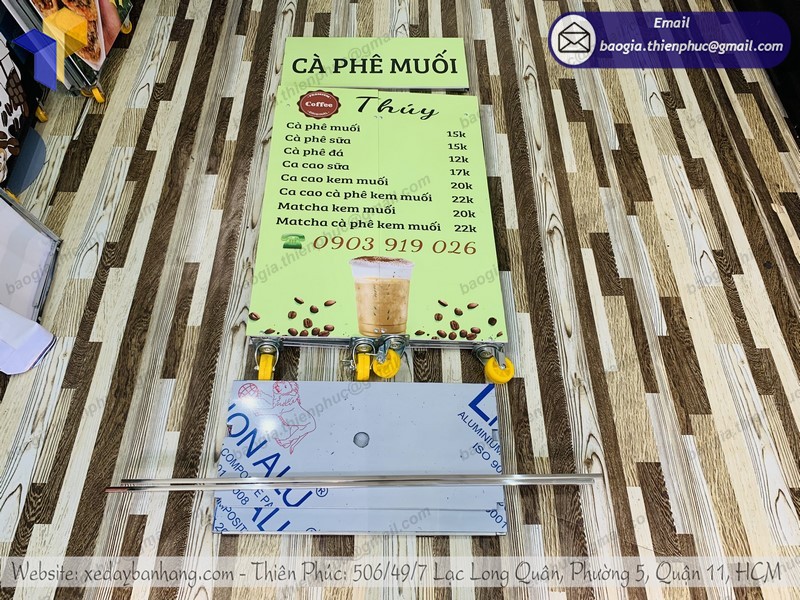 Email
baogia.thienphuc@gmail.com
CÀ PHÊ MUỐI
Coffee
Thúy
Cà phê muối 15k
Cà phê sữa 15k
Cà phê đá 12k
Ca cao sữa 17k
Ca cao kem muối 20k
Ca cao cà phê kem muối 22k
Matcha kem muối 20k
Matcha cà phê kem muối 22k
0903 919 026
ALUMINIUM
ISO 90
Website: xedaybanhang.com - Thiên Phúc: 506/49/7 Lạc Long Quân, Phường 5, Quận 11, HCM